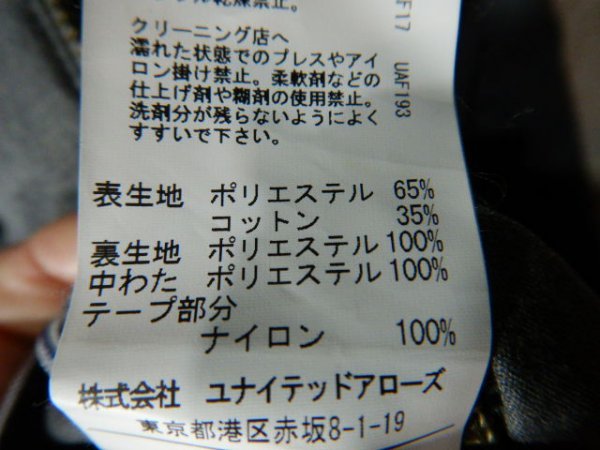 乾燥禁止。
クリーニング店へ
濡れた状態でのプレスやアイ
ロン掛け禁止。柔軟剤などの
仕上げ剤や糊剤の使用禁止。
洗剤分が残らないようによく
すすいで下さい。
表生地 ポリエステル 65%
コットン 35%
裏生地 ポリエステル 100%
中わた ポリエステル 100%
テープ部分
ナイロン 100%
株式会社 ユナイテッドアローズ
東京都港区赤坂8-1-19
F17
UAF193